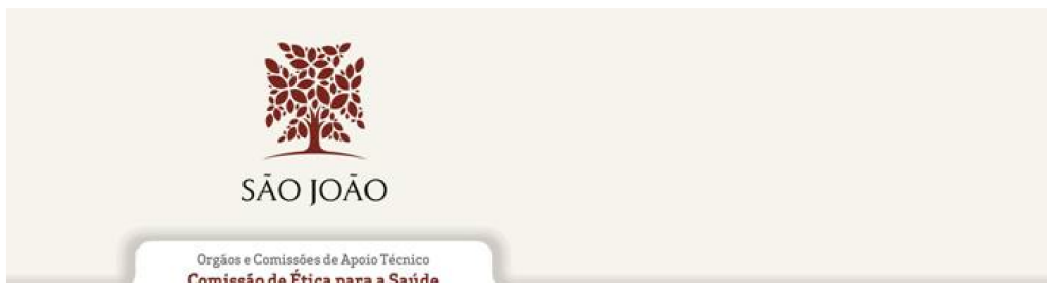 SÃO JOÃO
Orgãos e Comissões de Apoio Técnico
Comissão de Ética para a Saúde